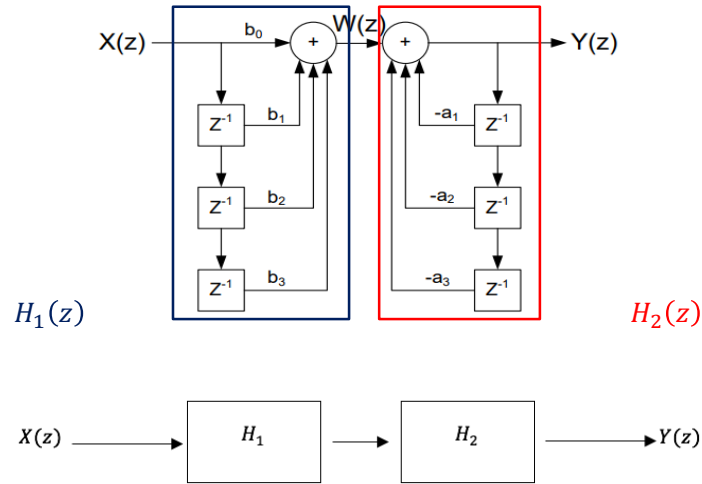 X(z) b₀ + W(z) + Y(z)
Z⁻¹ b₁ -a₁ Z⁻¹
Z⁻¹ b₂ -a₂ Z⁻¹
Z⁻¹ b₃ -a₃ Z⁻¹
H₁(z) H₂(z)
X(z) H₁ H₂ Y(z)